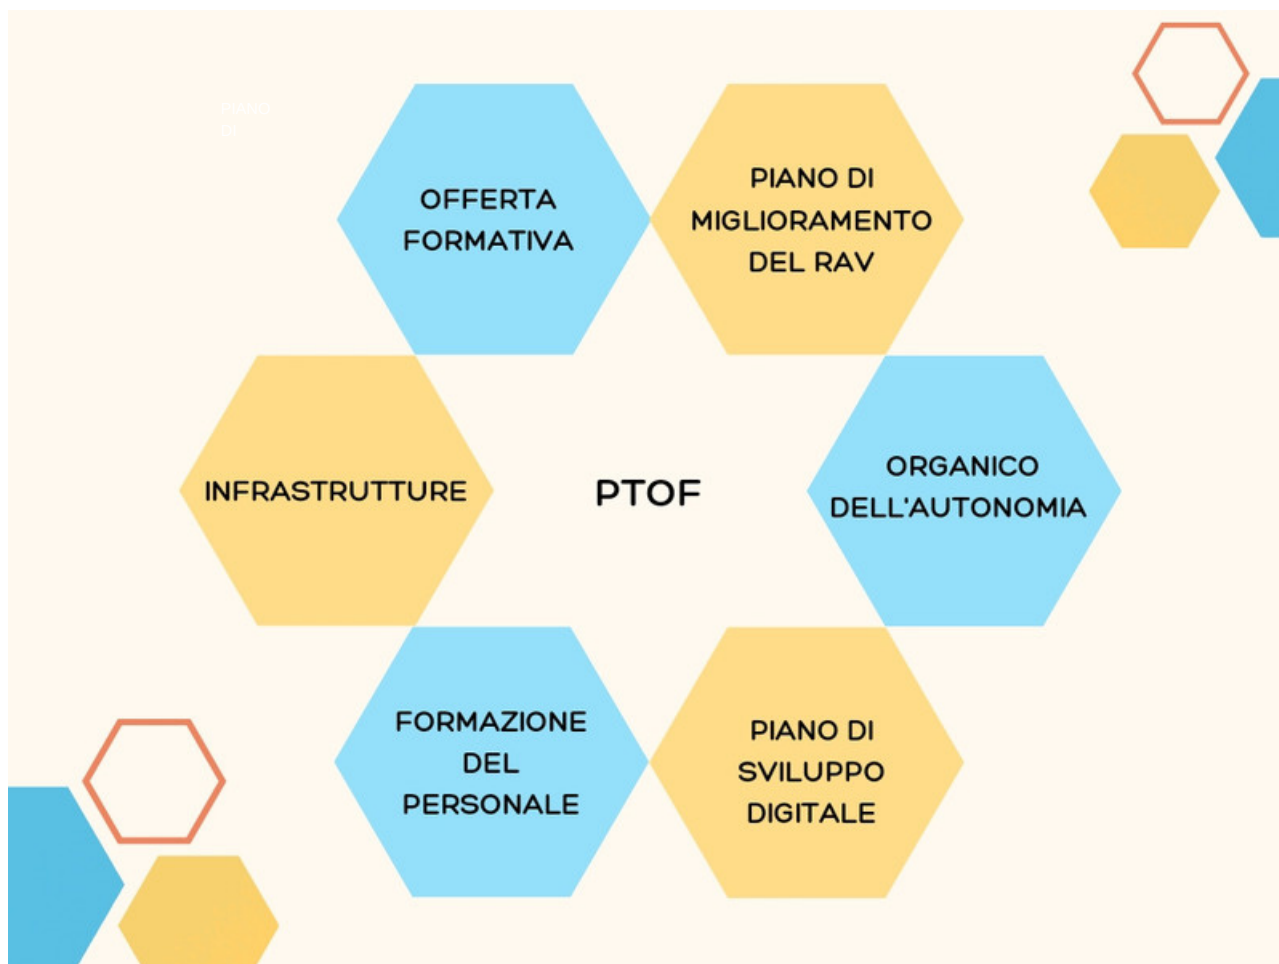 OFFERTA
FORMATIVA
PIANO DI
MIGLIORAMENTO
DEL RAV
INFRASTRUTTURE
PTOF
ORGANICO
DELL'AUTONOMIA
FORMAZIONE
DEL
PERSONALE
PIANO DI
SVILUPPO
DIGITALE